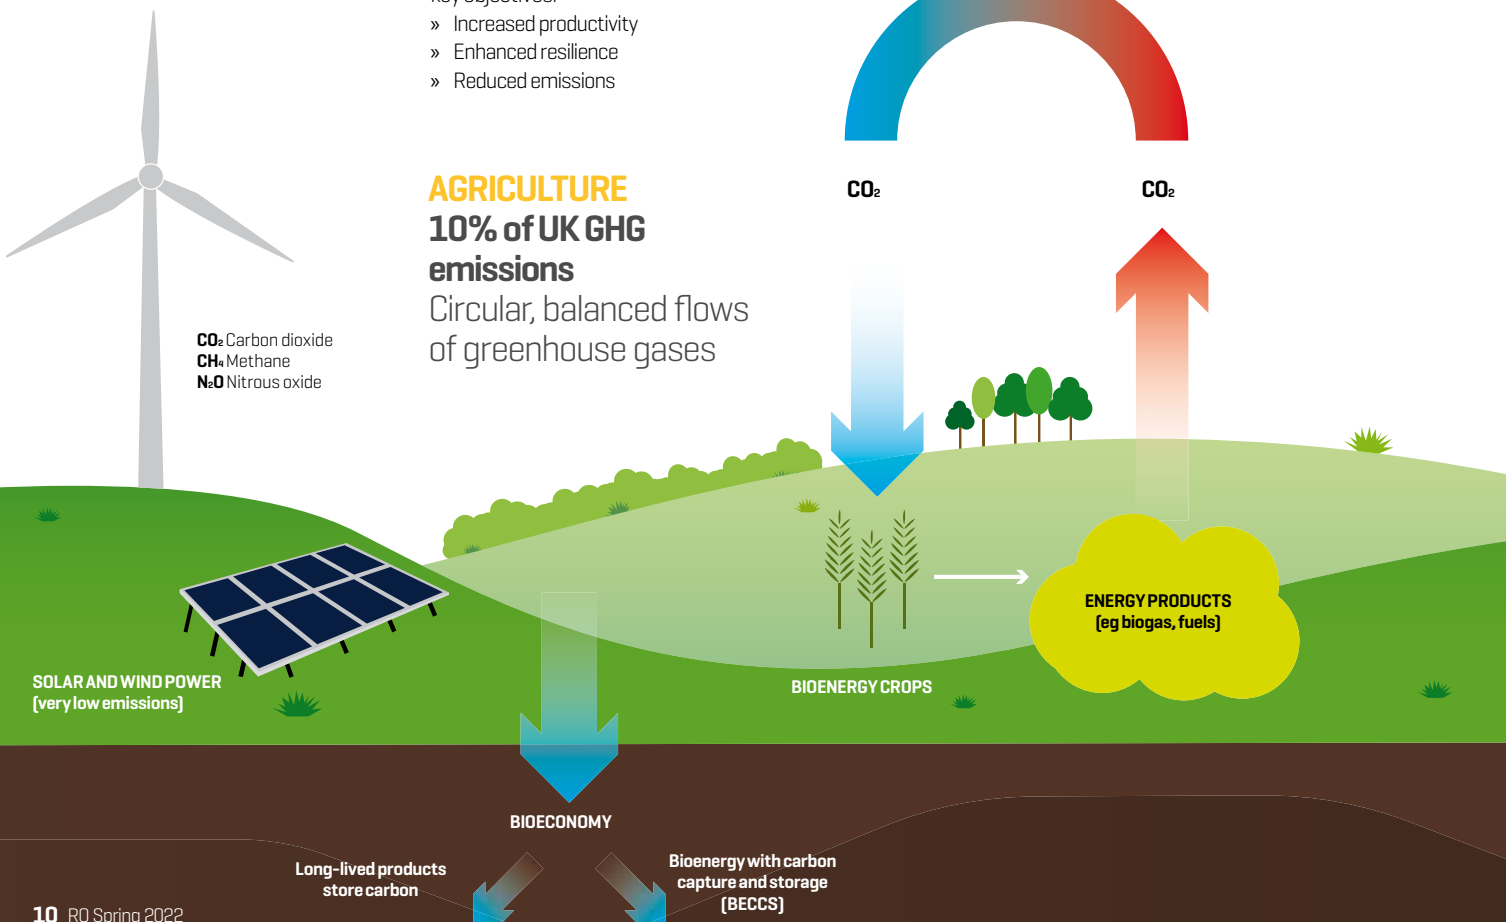 key objectives:
» Increased productivity
» Enhanced resilience
» Reduced emissions
AGRICULTURE
10% of UK GHG
emissions
Circular, balanced flows
of greenhouse gases
CO₂
CO₂
CO₂ Carbon dioxide
CH₄ Methane
N₂O Nitrous oxide
ENERGY PRODUCTS
(eg biogas, fuels)
SOLAR AND WIND POWER
(very low emissions)
BIOENERGY CROPS
BIOECONOMY
Long-lived products
store carbon
Bioenergy with carbon
capture and storage
(BECCS)
10 RO Spring 2022